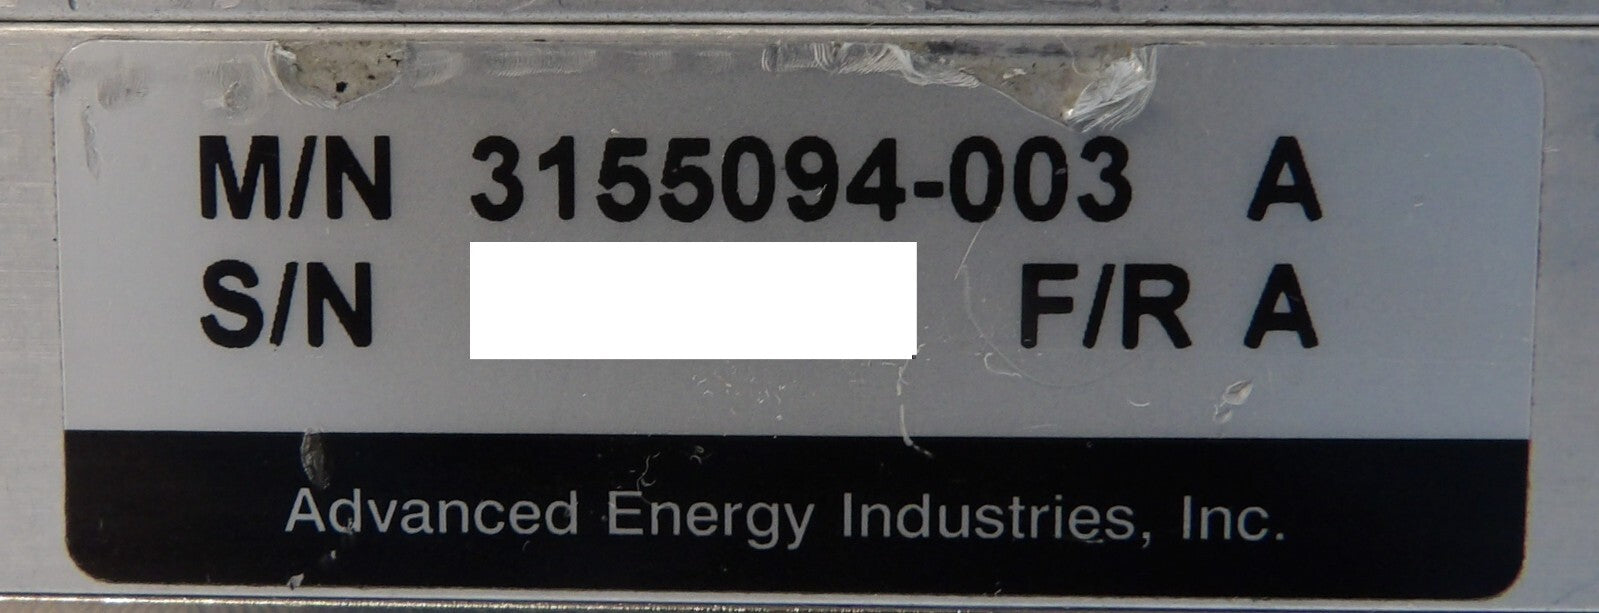 M/N 3155094-003 A
S/N F/R A
Advanced Energy Industries, Inc.